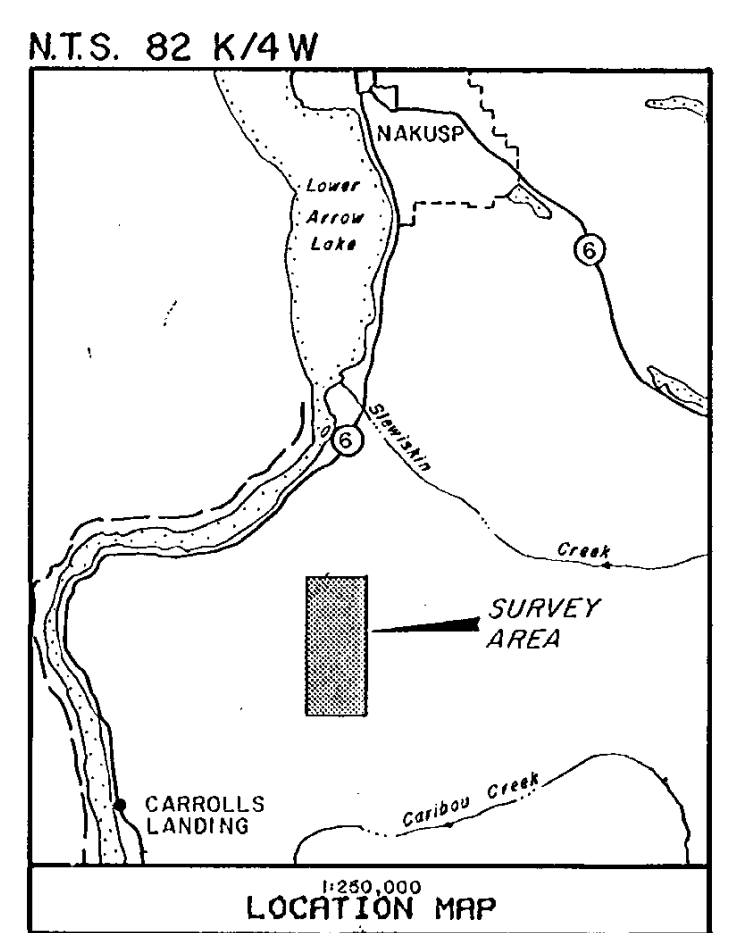 N.T.S. 82 K/4W
NAKUSP
Lower
Arrow
Lake
6
6
Slewiskin
Creek
SURVEY
AREA
CARROLLS
LANDING
Caribou Creek
1:250,000
LOCATION MAP